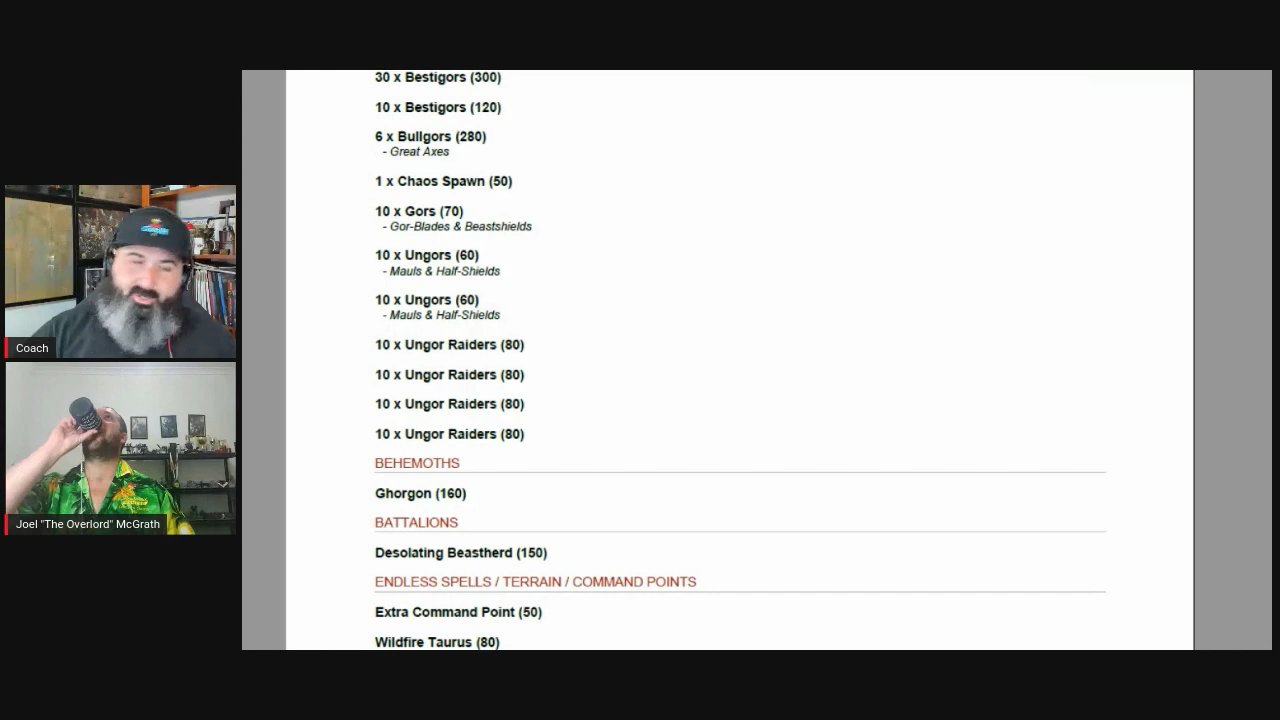 30 x Bestigors (300)
10 x Bestigors (120)
6 x Bullgors (280)
- Great Axes
1 x Chaos Spawn (50)
10 x Gors (70)
- Gor-Blades & Beastshields
10 x Ungors (60)
- Mauls & Half-Shields
10 x Ungors (60)
- Mauls & Half-Shields
10 x Ungor Raiders (80)
10 x Ungor Raiders (80)
10 x Ungor Raiders (80)
10 x Ungor Raiders (80)
BEHEMOTHS
Ghorgon (160)
BATTALIONS
Desolating Beastherd (150)
ENDLESS SPELLS / TERRAIN / COMMAND POINTS
Extra Command Point (50)
Wildfire Taurus (80)
Coach
Joel "The Overlord" McGrath